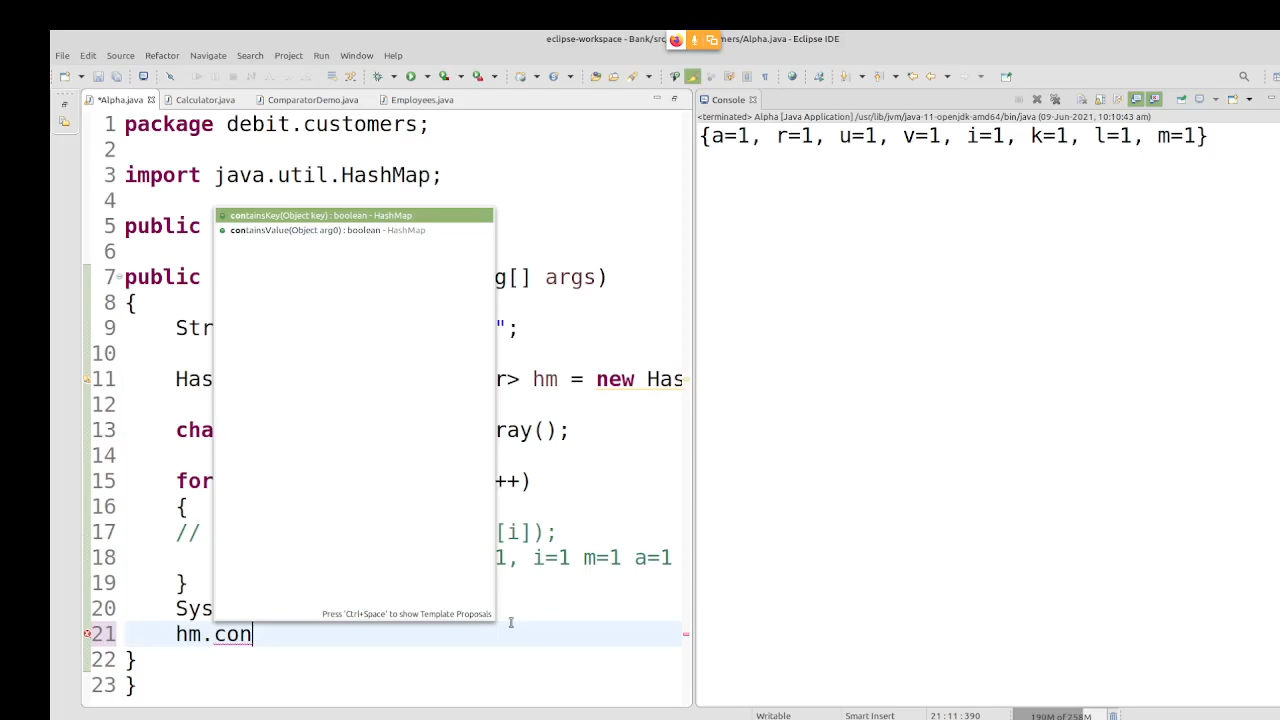 eclipse-workspace - Bank/src mers/Alpha.java - Eclipse IDE
File Edit Source Refactor Navigate Search Project Run Window Help
*Alpha.java Calculator.java ComparatorDemo.java Employees.java
1 package debit.customers;
2
3 import java.util.HashMap;
4
5 public
6
7 public g[] args)
8 {
9 Str ";
10
11 Has r> hm = new Has
12
13 cha ray();
14
15 for ++)
16 {
17 // [i]);
18 1, i=1 m=1 a=1
19 }
20 Sys
21 hm.con
22 }
23 }
containsKey(Object key) : boolean - HashMap
containsValue(Object arg0) : boolean - HashMap
Press 'Ctrl+Space' to show Template Proposals
Console
<terminated> Alpha [Java Application] /usr/lib/jvm/java-11-openjdk-amd64/bin/java (09-Jun-2021, 10:10:43 am)
{a=1, r=1, u=1, v=1, i=1, k=1, l=1, m=1}
Writable Smart Insert 21 : 11 : 390 190M of 258M